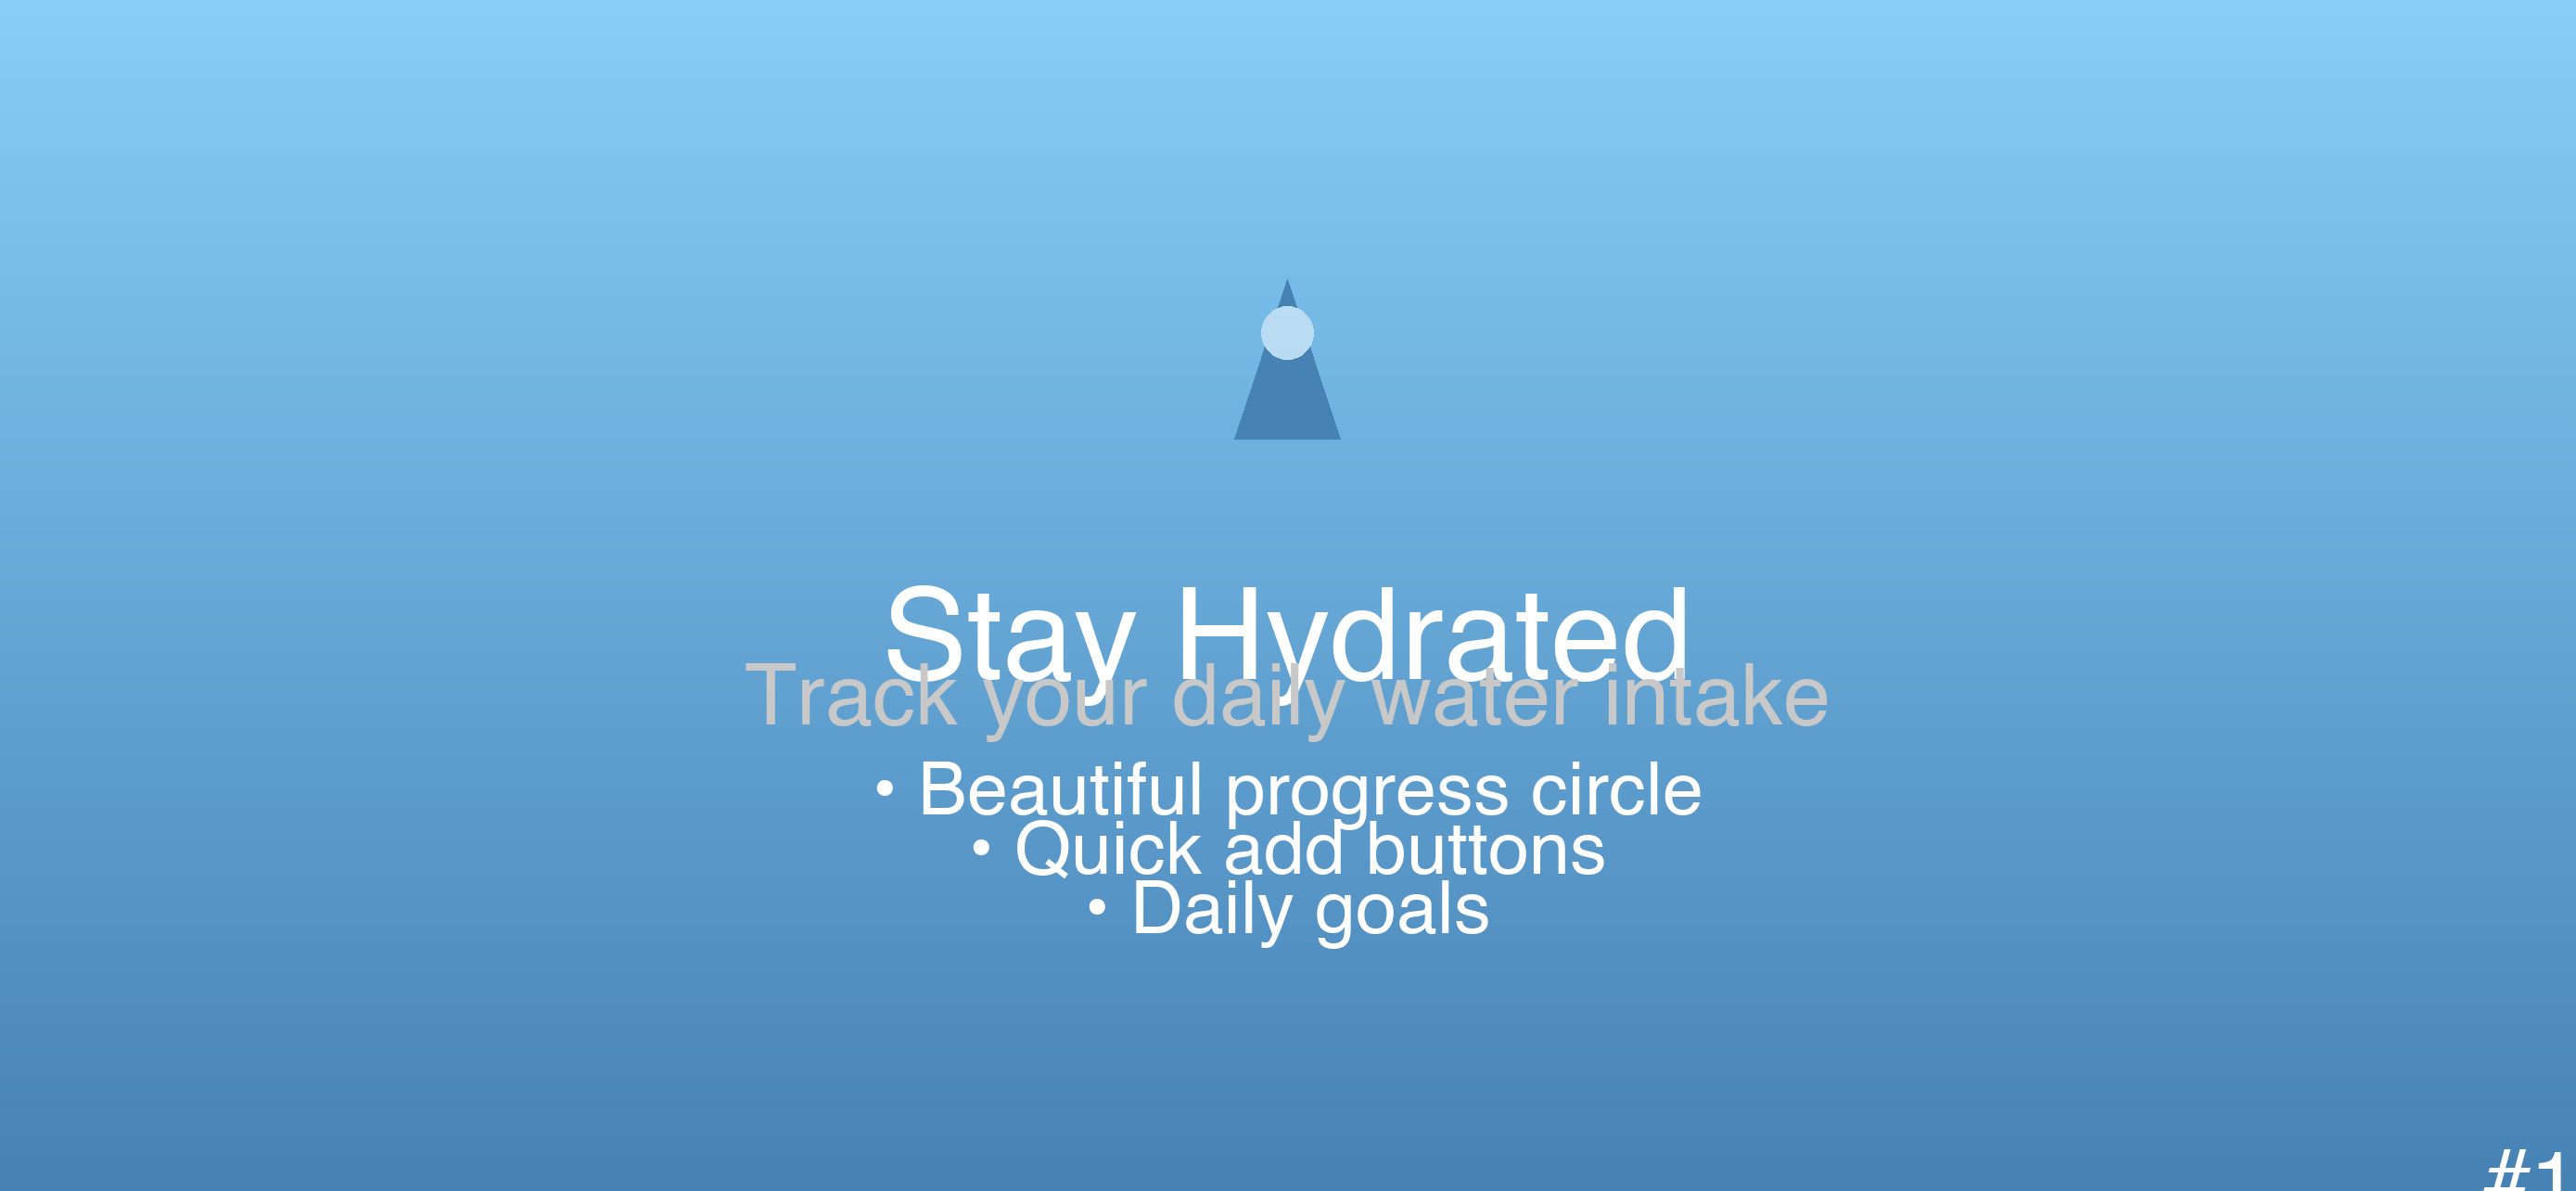 Stay Hydrated
Track your daily water intake
• Beautiful progress circle
• Quick add buttons
• Daily goals
#1